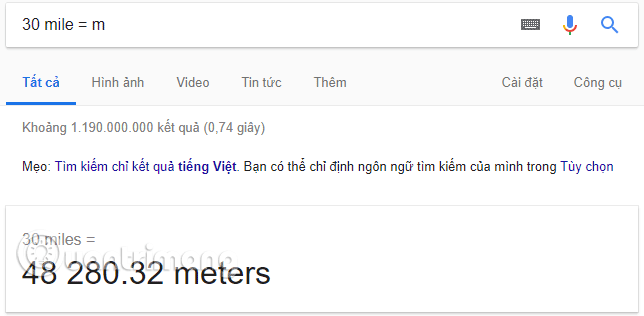 30 mile = m
Tất cả Hình ảnh Video Tin tức Thêm Cài đặt Công cụ
Khoảng 1.190.000.000 kết quả (0,74 giây)
Mẹo: Tìm kiếm chỉ kết quả tiếng Việt. Bạn có thể chỉ định ngôn ngữ tìm kiếm của mình trong Tùy chọn
30 miles =
Quantrimang
48 280.32 meters